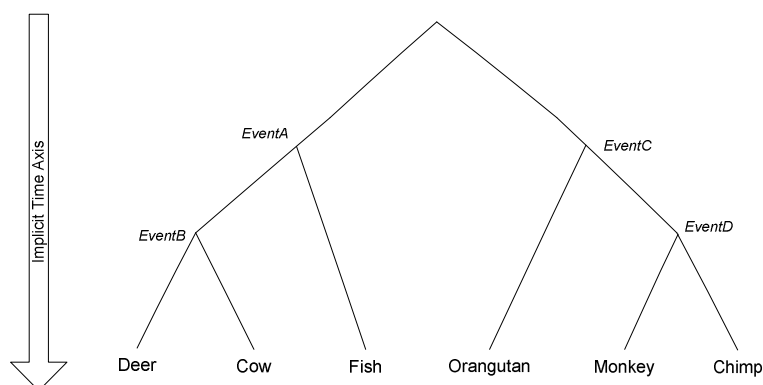 EventA
EventC
EventD
EventB
Implicit Time Axis
Deer Cow Fish Orangutan Monkey Chimp